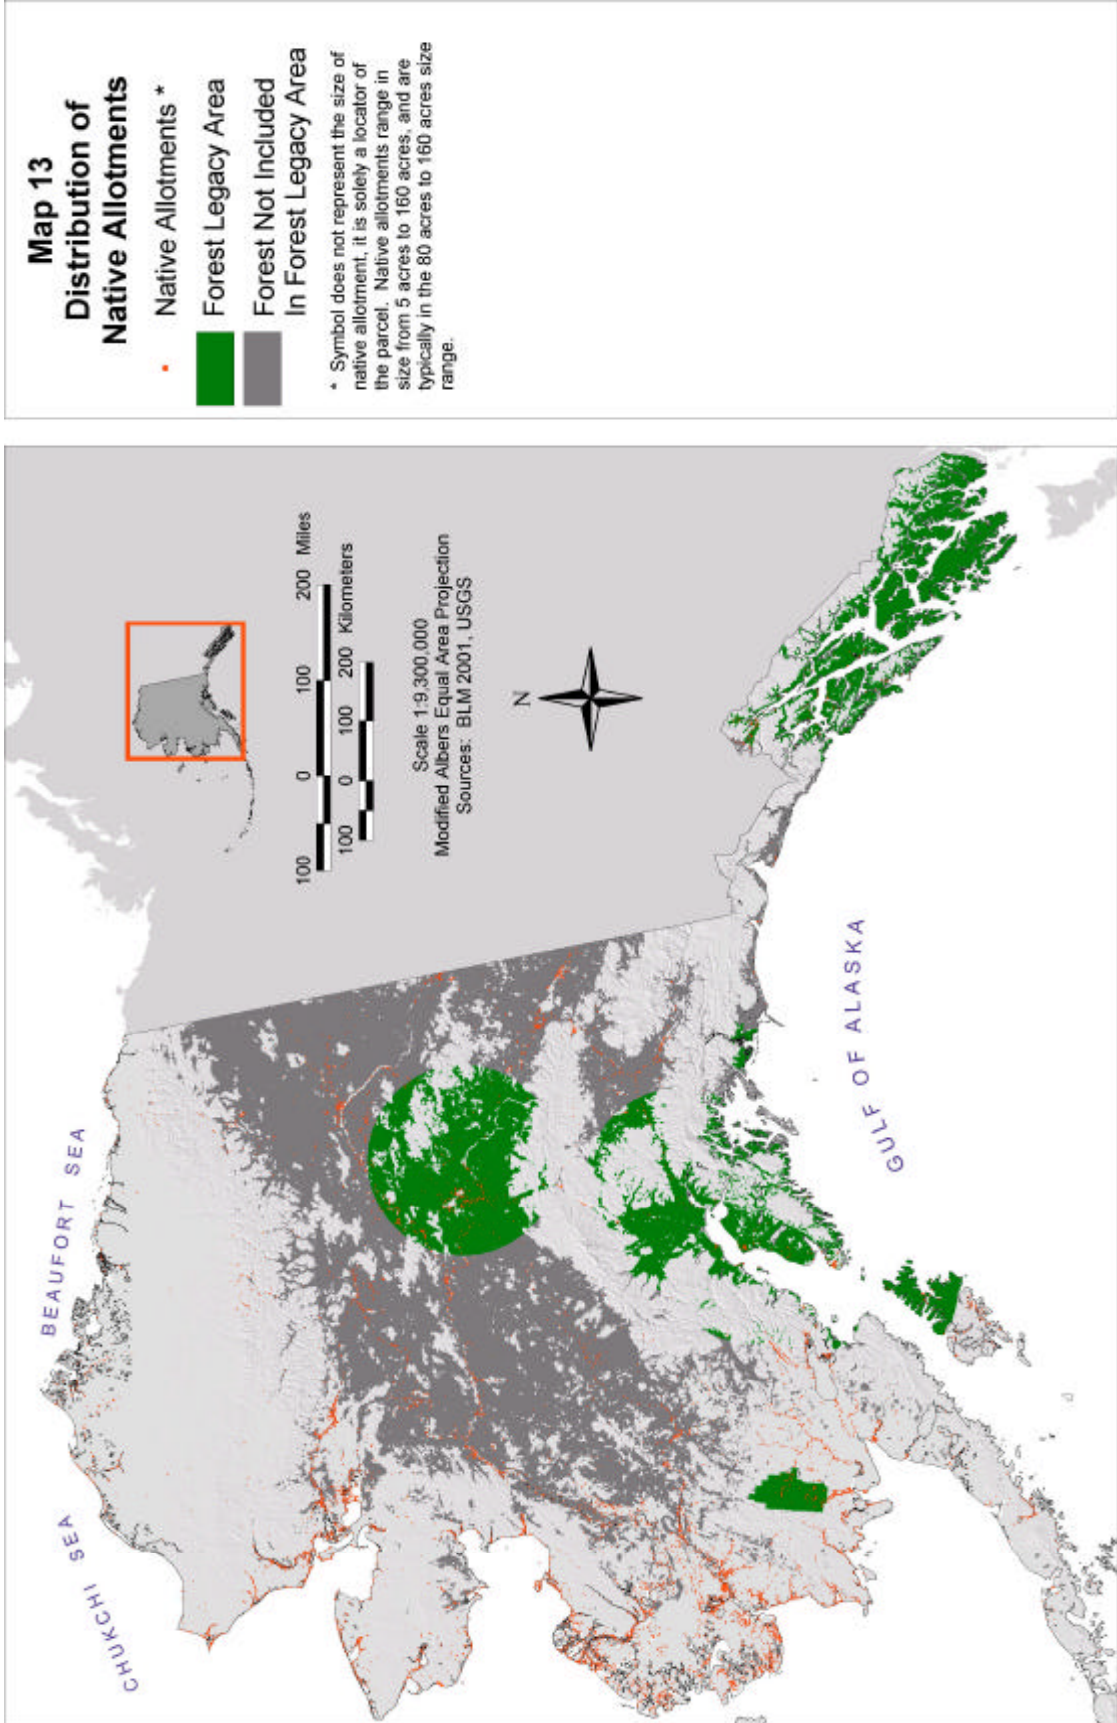 Map 13
Distribution of
Native Allotments
Native Allotments *
Forest Legacy Area
Forest Not Included
In Forest Legacy Area
* Symbol does not represent the size of
native allotment, it is solely a locator of
the parcel. Native allotments range in
size from 5 acres to 160 acres, and are
typically in the 80 acres to 160 acres size
range.
CHUKCHI SEA
BEAUFORT SEA
100 0 100 200 Miles
100 0 100 200 Kilometers
Scale 1:9,300,000
Modified Albers Equal Area Projection
Sources: BLM 2001, USGS
N
GULF OF ALASKA